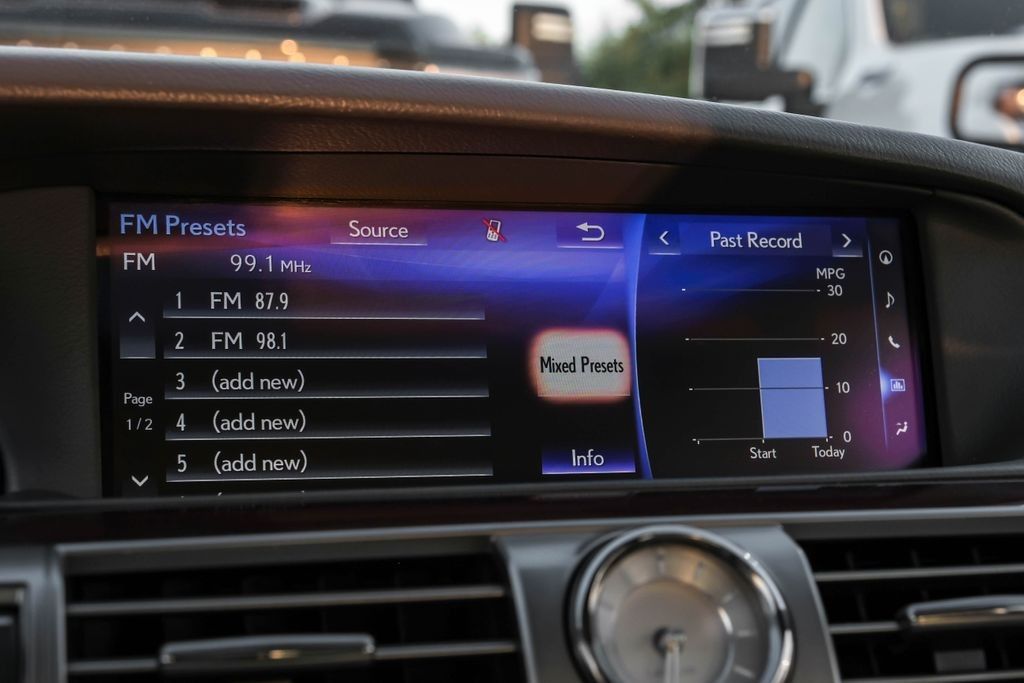 FM Presets
Source
FM 99.1 MHz
1 FM 87.9
2 FM 98.1
3 (add new)
4 (add new)
5 (add new)
Page
1 / 2
Mixed Presets
Info
Past Record
MPG
30
20
10
0
Start Today